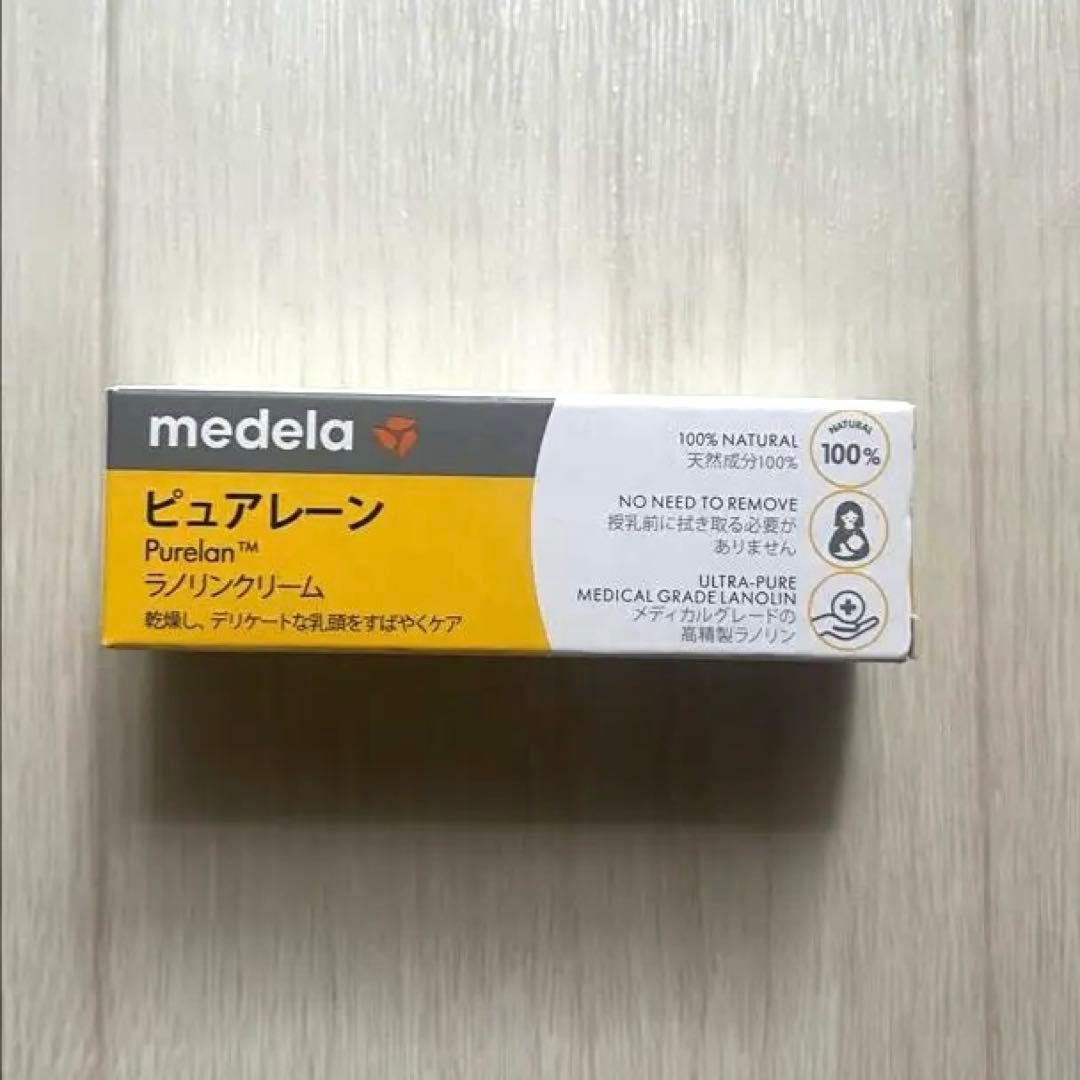 medela
ピュアレーン
Purelan™
ラノリンクリーム
乾燥し、デリケートな乳頭をすばやくケア
100% NATURAL
天然成分100%
NATURAL
100%
NO NEED TO REMOVE
授乳前に拭き取る必要が
ありません
ULTRA-PURE
MEDICAL GRADE LANOLIN
メディカルグレードの
高精製ラノリン